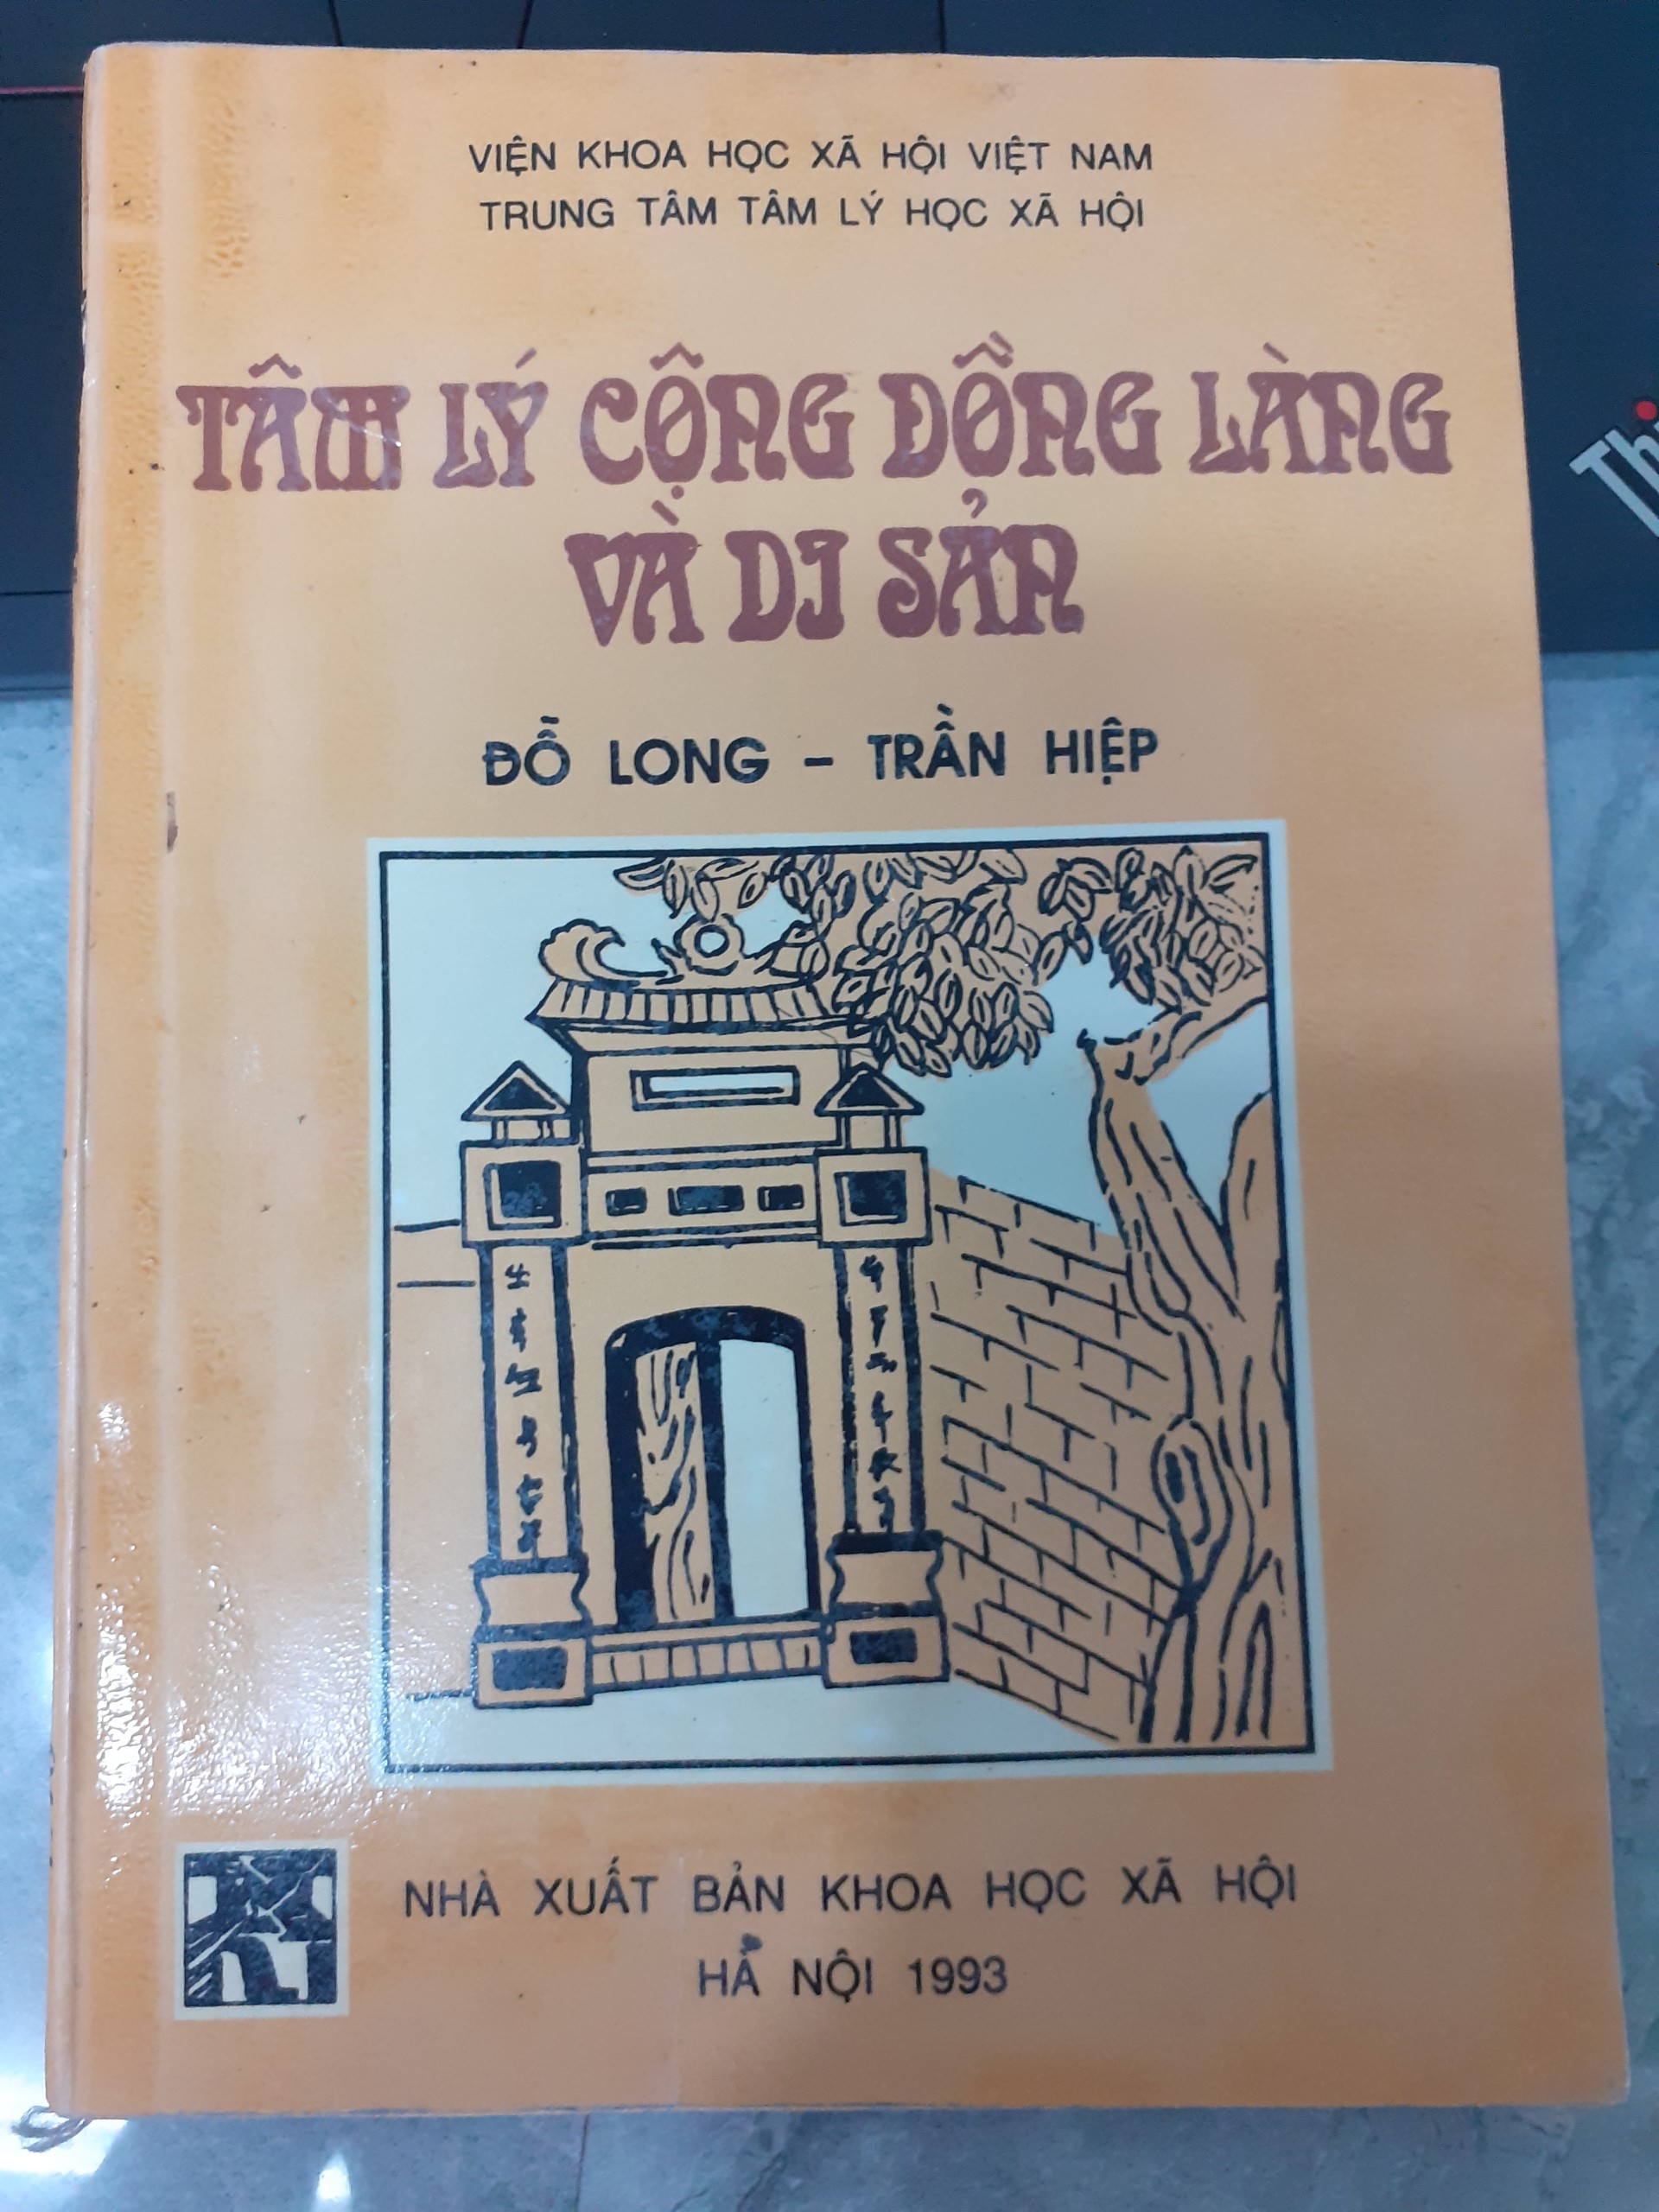 VIỆN KHOA HỌC XÃ HỘI VIỆT NAM
TRUNG TÂM TÂM LÝ HỌC XÃ HỘI
TÂM LÝ CỘNG ĐỒNG LÀNG
VÀ DI SẢN
ĐỖ LONG – TRẦN HIỆP
NHÀ XUẤT BẢN KHOA HỌC XÃ HỘI
HÀ NỘI 1993